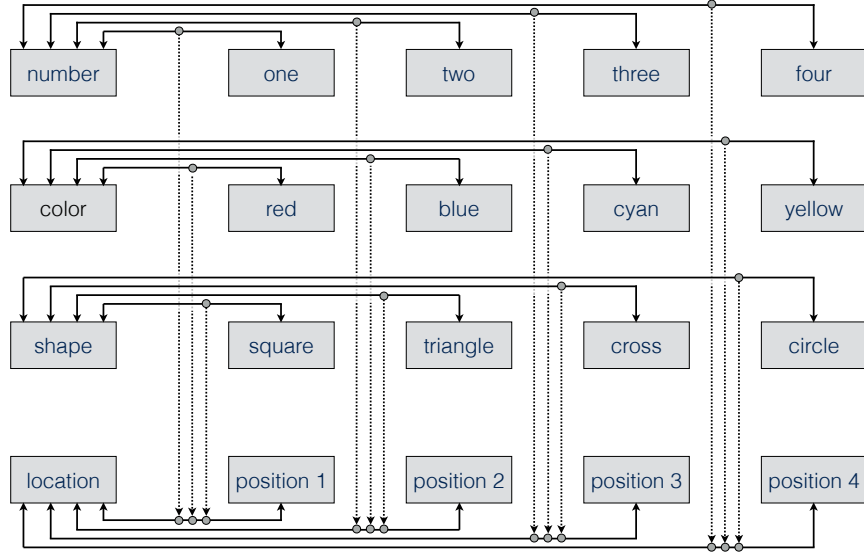 number one two three four
color red blue cyan yellow
shape square triangle cross circle
location position 1 position 2 position 3 position 4